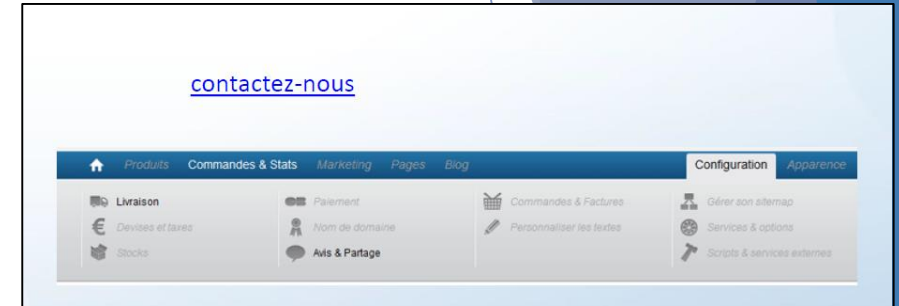 contactez-nous
Produits Commandes & Stats Marketing Pages Blog Configuration Apparence
Livraison Paiement Commandes & Factures Gérer son sitemap
Devises et taxes Nom de domaine Personnaliser les textes Services & options
Stocks Avis & Partage Scripts & services externes